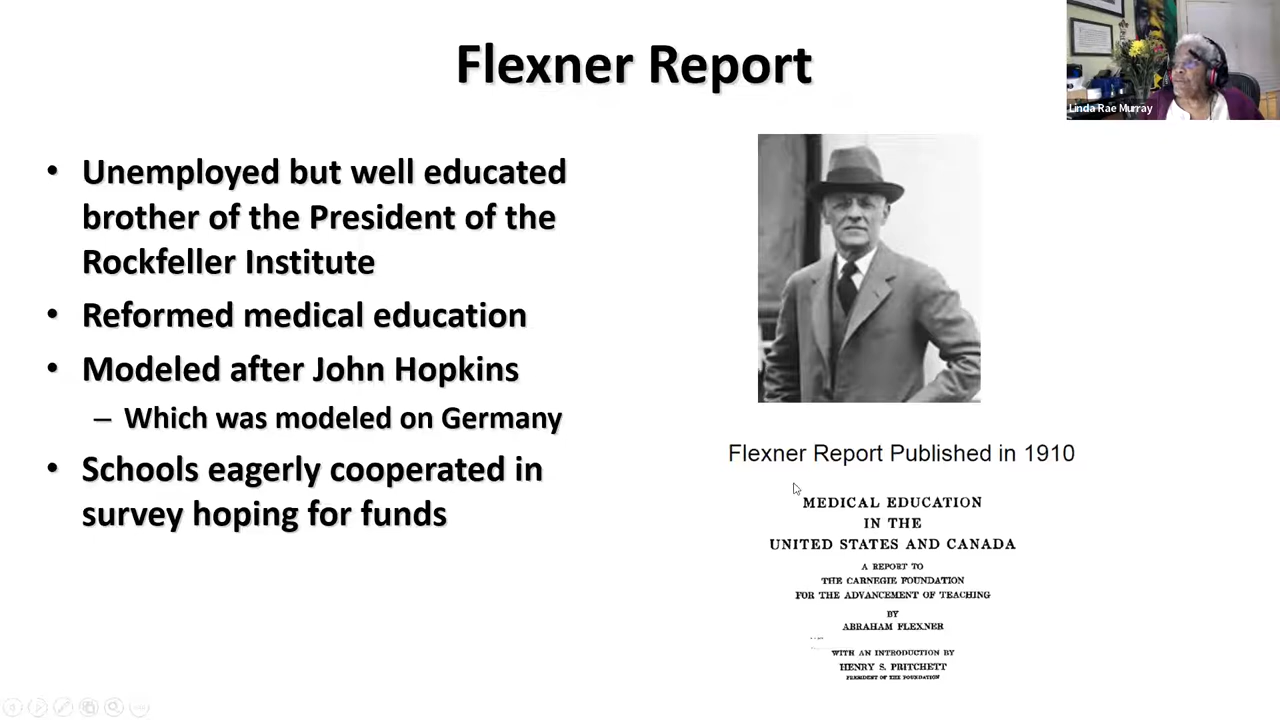 Flexner Report
Linda Rae Murray
• Unemployed but well educated
brother of the President of the
Rockfeller Institute
• Reformed medical education
• Modeled after John Hopkins
– Which was modeled on Germany
• Schools eagerly cooperated in
survey hoping for funds
Flexner Report Published in 1910
MEDICAL EDUCATION
IN THE
UNITED STATES AND CANADA
A REPORT TO
THE CARNEGIE FOUNDATION
FOR THE ADVANCEMENT OF TEACHING
BY
ABRAHAM FLEXNER
WITH AN INTRODUCTION BY
HENRY S. PRITCHETT
PRESIDENT OF THE FOUNDATION